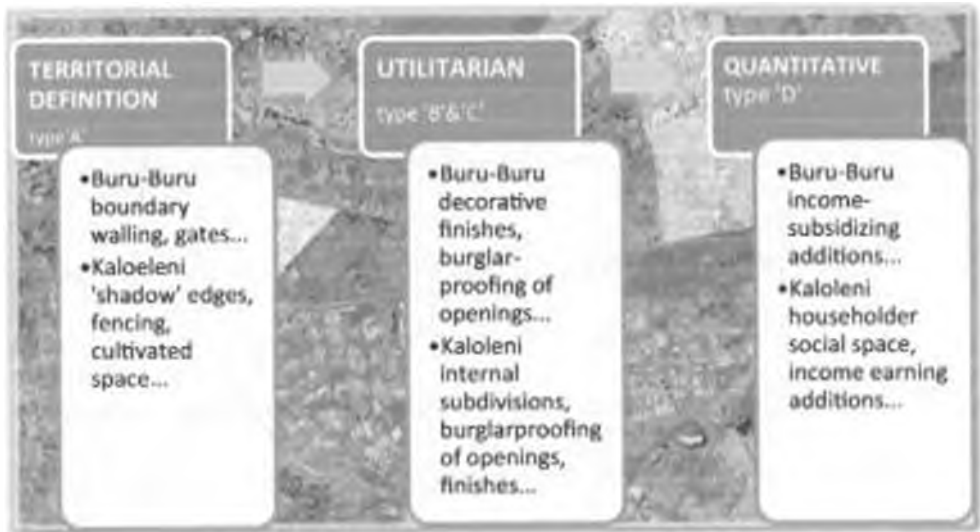 TERRITORIAL
DEFINITION
type 'A'
•Buru-Buru
boundary
walling, gates...
•Kaloeleni
'shadow' edges,
fencing,
cultivated
space...
UTILITARIAN
type 'B'&'C'
•Buru-Buru
decorative
finishes,
burglar-
proofing of
openings...
•Kaloleni
internal
subdivisions,
burglarproofing
of openings,
finishes...
QUANTITATIVE
type 'D'
•Buru-Buru
income-
subsidizing
additions...
•Kaloleni
householder
social space,
income earning
additions...